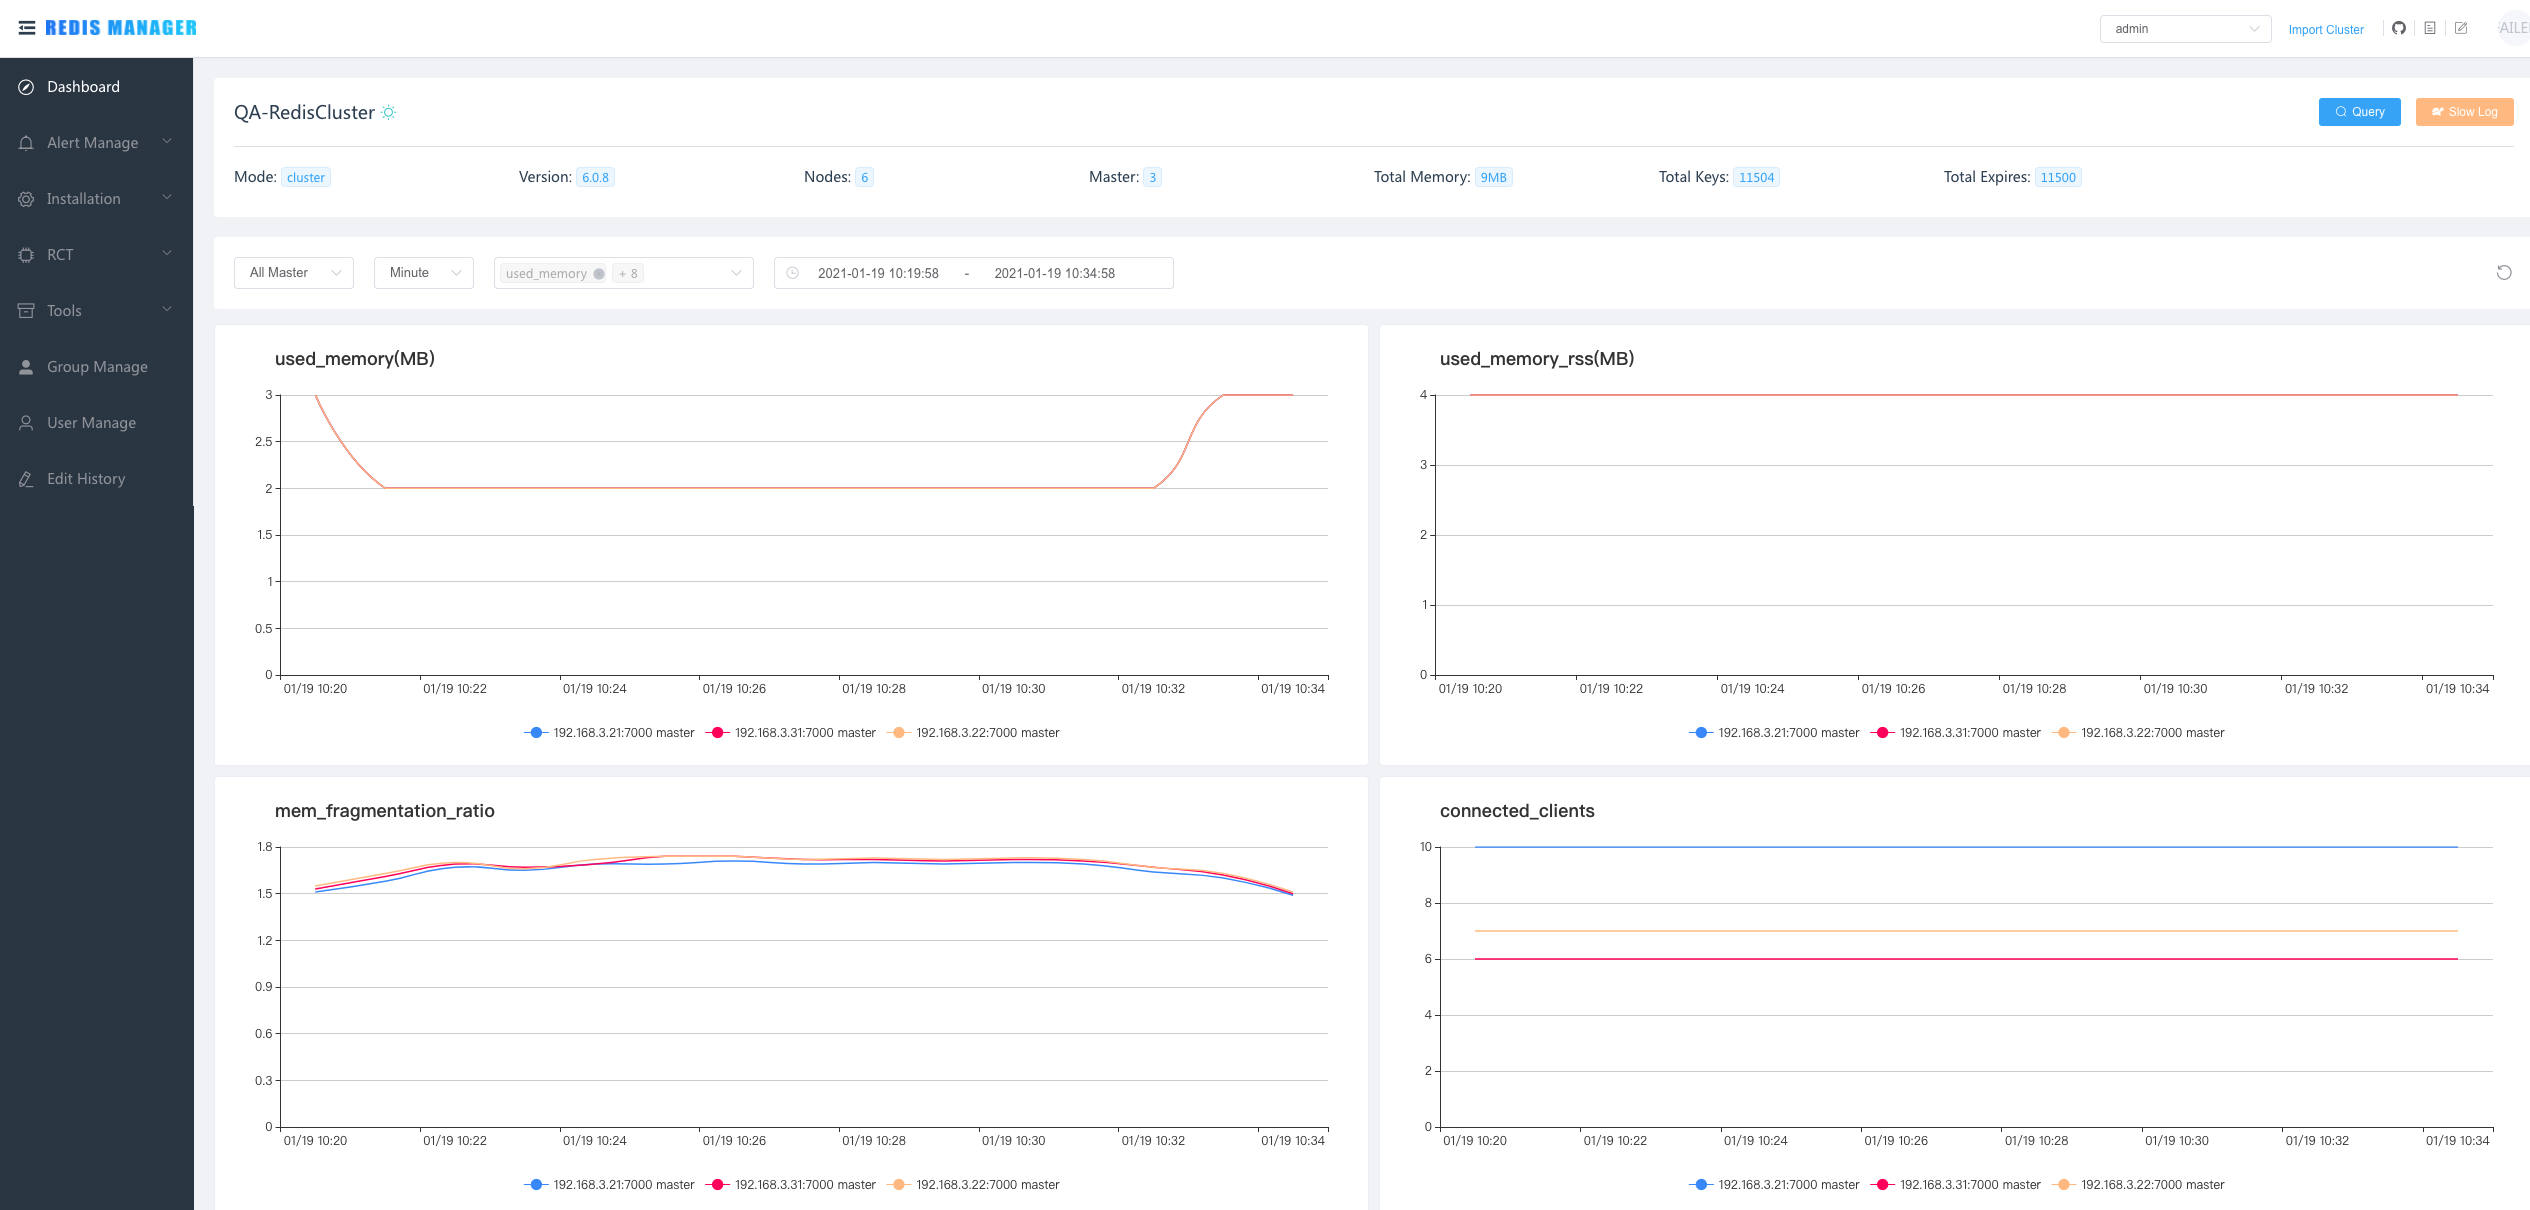 REDIS MANAGER
admin
Import Cluster
AILE
Dashboard
Alert Manage
Installation
RCT
Tools
Group Manage
User Manage
Edit History
QA-RedisCluster
Query
Slow Log
Mode: cluster
Version: 6.0.8
Nodes: 6
Master: 3
Total Memory: 9MB
Total Keys: 11504
Total Expires: 11500
All Master
Minute
used_memory + 8
2021-01-19 10:19:58 - 2021-01-19 10:34:58
used_memory(MB)
3
2.5
2
1.5
1
0.5
0
01/19 10:20 01/19 10:22 01/19 10:24 01/19 10:26 01/19 10:28 01/19 10:30 01/19 10:32 01/19 10:34
192.168.3.21:7000 master 192.168.3.31:7000 master 192.168.3.22:7000 master
used_memory_rss(MB)
4
3
2
1
0
01/19 10:20 01/19 10:22 01/19 10:24 01/19 10:26 01/19 10:28 01/19 10:30 01/19 10:32 01/19 10:34
192.168.3.21:7000 master 192.168.3.31:7000 master 192.168.3.22:7000 master
mem_fragmentation_ratio
1.8
1.5
1.2
0.9
0.6
0.3
0
01/19 10:20 01/19 10:22 01/19 10:24 01/19 10:26 01/19 10:28 01/19 10:30 01/19 10:32 01/19 10:34
192.168.3.21:7000 master 192.168.3.31:7000 master 192.168.3.22:7000 master
connected_clients
10
8
6
4
2
0
01/19 10:20 01/19 10:22 01/19 10:24 01/19 10:26 01/19 10:28 01/19 10:30 01/19 10:32 01/19 10:34
192.168.3.21:7000 master 192.168.3.31:7000 master 192.168.3.22:7000 master